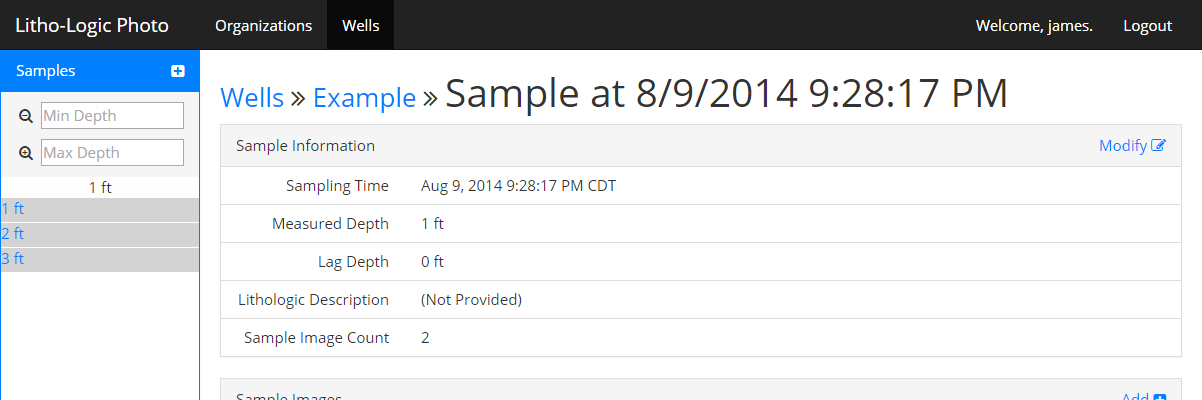 Litho-Logic Photo Organizations Wells Welcome, james. Logout
Samples
Min Depth
Max Depth
1 ft
1 ft
2 ft
3 ft
Wells » Example » Sample at 8/9/2014 9:28:17 PM
Sample Information Modify
Sampling Time Aug 9, 2014 9:28:17 PM CDT
Measured Depth 1 ft
Lag Depth 0 ft
Lithologic Description (Not Provided)
Sample Image Count 2
Sample Images Add